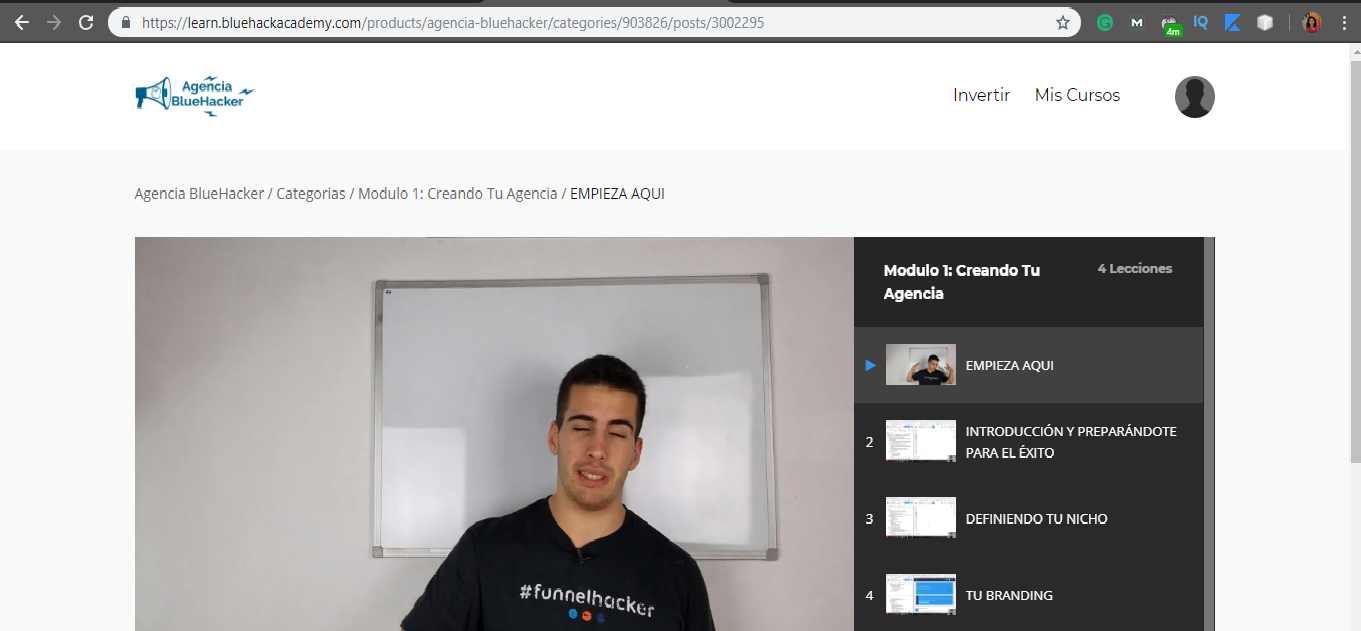 https://learn.bluehackacademy.com/products/agencia-bluehacker/categories/903826/posts/3002295
M
4m
IQ
Agencia
BlueHacker
Invertir
Mis Cursos
Agencia BlueHacker / Categorias / Modulo 1: Creando Tu Agencia / EMPIEZA AQUI
Modulo 1: Creando Tu
Agencia
4 Lecciones
EMPIEZA AQUI
2
INTRODUCCIÓN Y PREPARÁNDOTE
PARA EL ÉXITO
3
DEFINIENDO TU NICHO
4
TU BRANDING
#funnelhacker